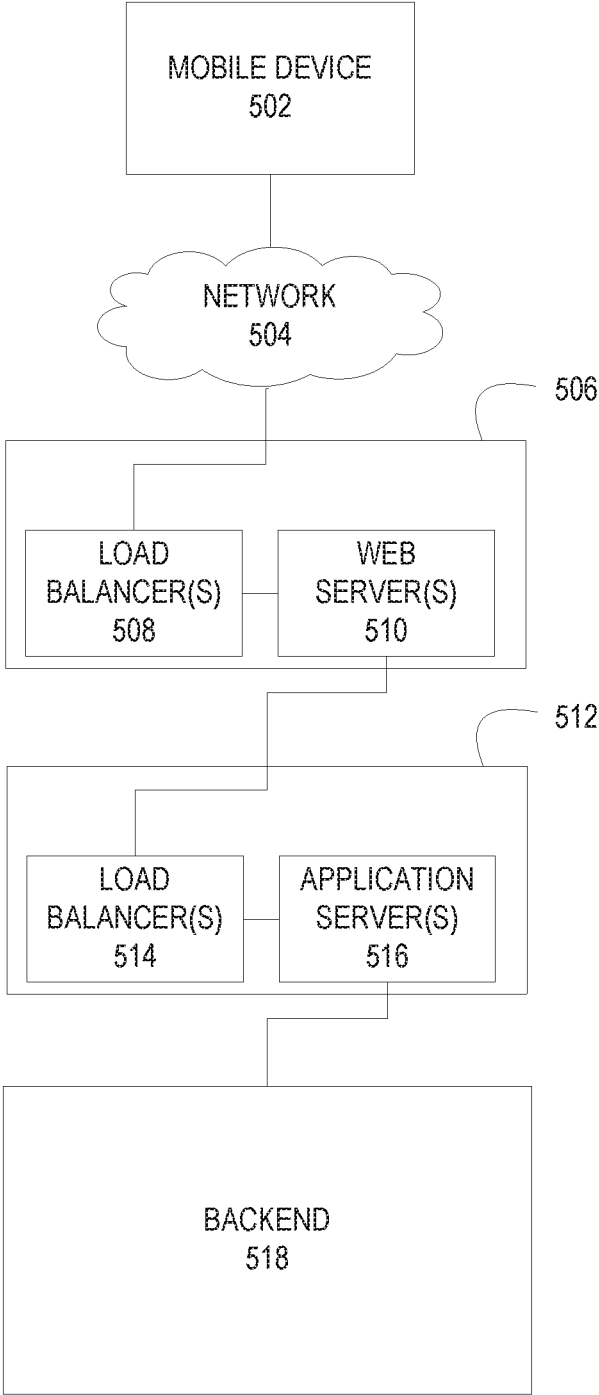 MOBILE DEVICE
502
NETWORK
504
506
LOAD
BALANCER(S)
508
WEB
SERVER(S)
510
512
LOAD
BALANCER(S)
514
APPLICATION
SERVER(S)
516
BACKEND
518